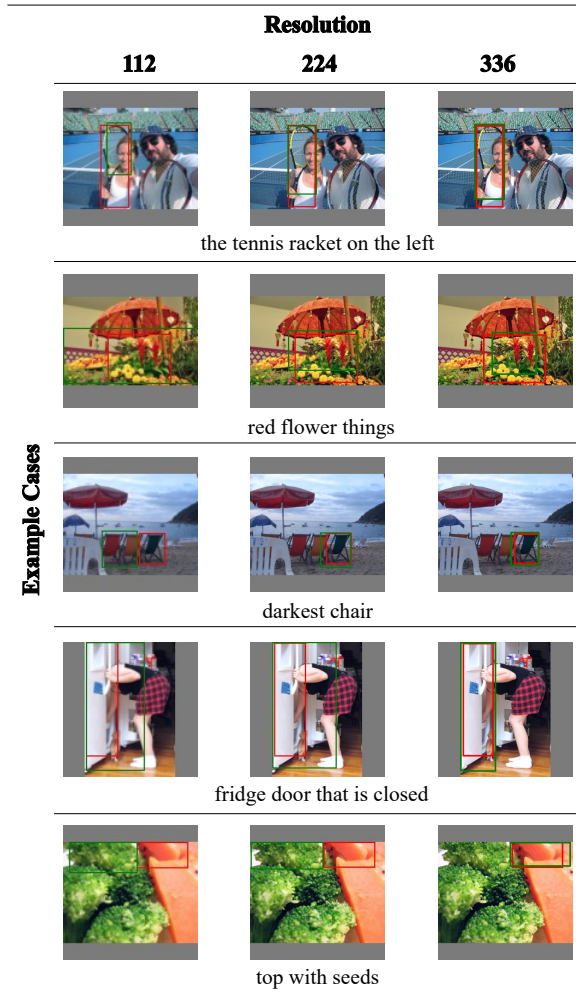 Resolution
112 224 336
the tennis racket on the left
red flower things
Example Cases
darkest chair
fridge door that is closed
top with seeds